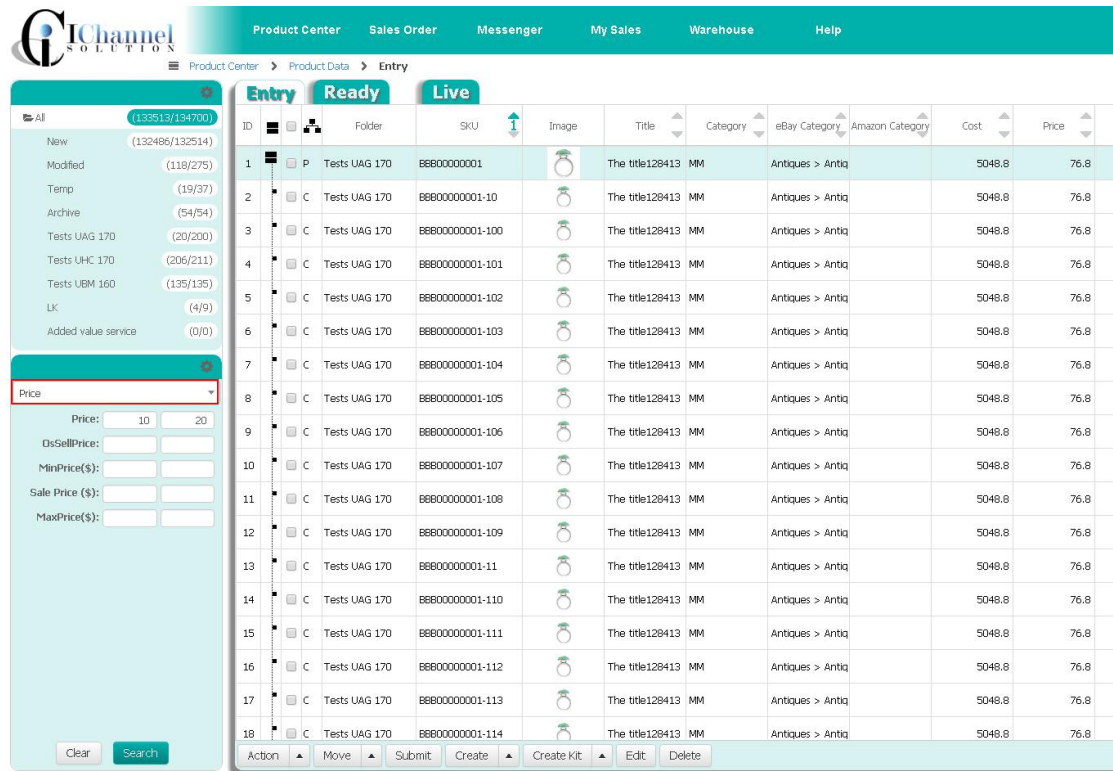 IChannel
SOLUTION
Product Center Sales Order Messenger My Sales Warehouse Help
Product Center > Product Data > Entry
All (133513/134700)
New (132486/132514)
Modified (118/275)
Temp (19/37)
Archive (54/54)
Tests UAG 170 (20/200)
Tests UHC 170 (206/211)
Tests UBM 160 (135/135)
LK (4/9)
Added value service (0/0)
Price
Price: 10 20
OsSellPrice:
MinPrice($):
Sale Price ($):
MaxPrice($):
Clear Search
Entry Ready Live
ID Folder SKU 1 Image Title Category eBay Category Amazon Category Cost Price
1 P Tests UAG 170 BBB00000001 The title128413 MM Antiques > Antiq 5048.8 76.8
2 C Tests UAG 170 BBB00000001-10 The title128413 MM Antiques > Antiq 5048.8 76.8
3 C Tests UAG 170 BBB00000001-100 The title128413 MM Antiques > Antiq 5048.8 76.8
4 C Tests UAG 170 BBB00000001-101 The title128413 MM Antiques > Antiq 5048.8 76.8
5 C Tests UAG 170 BBB00000001-102 The title128413 MM Antiques > Antiq 5048.8 76.8
6 C Tests UAG 170 BBB00000001-103 The title128413 MM Antiques > Antiq 5048.8 76.8
7 C Tests UAG 170 BBB00000001-104 The title128413 MM Antiques > Antiq 5048.8 76.8
8 C Tests UAG 170 BBB00000001-105 The title128413 MM Antiques > Antiq 5048.8 76.8
9 C Tests UAG 170 BBB00000001-106 The title128413 MM Antiques > Antiq 5048.8 76.8
10 C Tests UAG 170 BBB00000001-107 The title128413 MM Antiques > Antiq 5048.8 76.8
11 C Tests UAG 170 BBB00000001-108 The title128413 MM Antiques > Antiq 5048.8 76.8
12 C Tests UAG 170 BBB00000001-109 The title128413 MM Antiques > Antiq 5048.8 76.8
13 C Tests UAG 170 BBB00000001-11 The title128413 MM Antiques > Antiq 5048.8 76.8
14 C Tests UAG 170 BBB00000001-110 The title128413 MM Antiques > Antiq 5048.8 76.8
15 C Tests UAG 170 BBB00000001-111 The title128413 MM Antiques > Antiq 5048.8 76.8
16 C Tests UAG 170 BBB00000001-112 The title128413 MM Antiques > Antiq 5048.8 76.8
17 C Tests UAG 170 BBB00000001-113 The title128413 MM Antiques > Antiq 5048.8 76.8
18 C Tests UAG 170 BBB00000001-114 The title128413 MM Antiques > Antiq 5048.8 76.8
Action Move Submit Create Create Kit Edit Delete